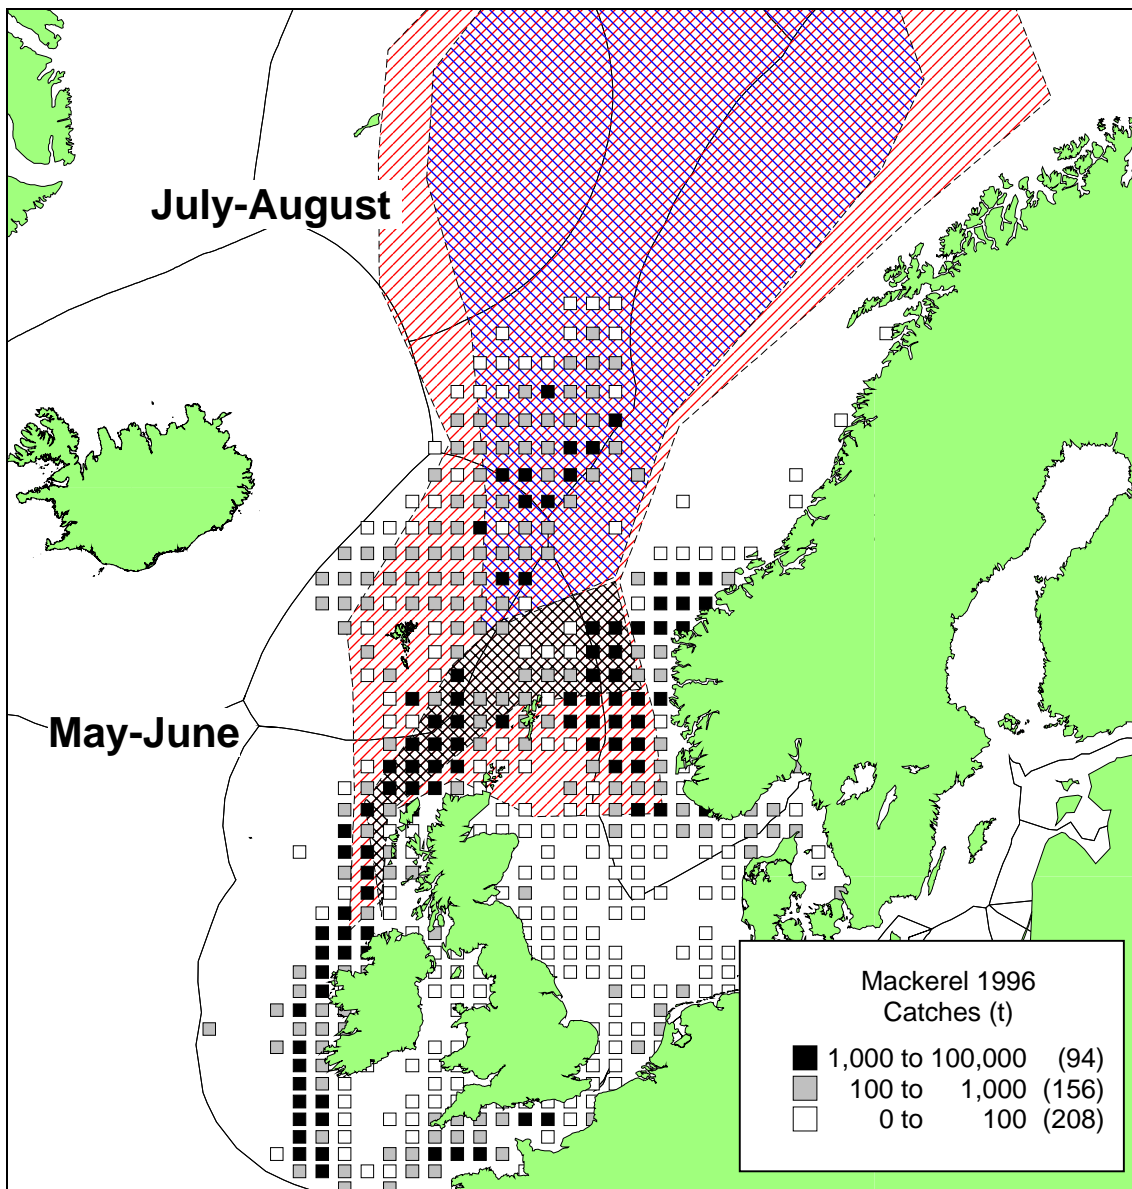 July-August
May-June
Mackerel 1996
Catches (t)
1,000 to 100,000 (94)
100 to 1,000 (156)
0 to 100 (208)